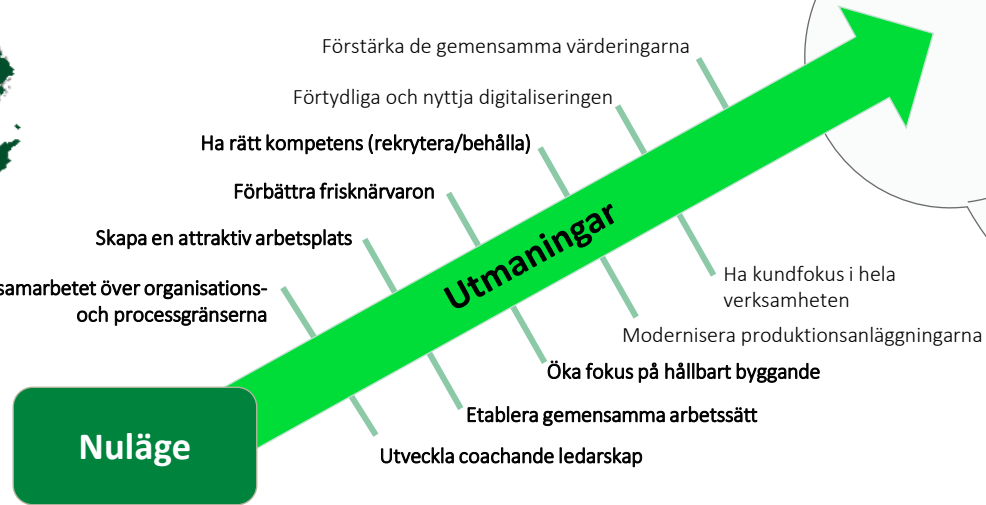 Förstärka de gemensamma värderingarna
Förtydliga och nyttja digitaliseringen
Ha rätt kompetens (rekrytera/behålla)
Förbättra frisknärvaron
Skapa en attraktiv arbetsplats
samarbetet över organisations-
och processgränserna
Utmaningar
Ha kundfokus i hela
verksamheten
Modernisera produktionsanläggningarna
Öka fokus på hållbart byggande
Etablera gemensamma arbetssätt
Utveckla coachande ledarskap
Nuläge